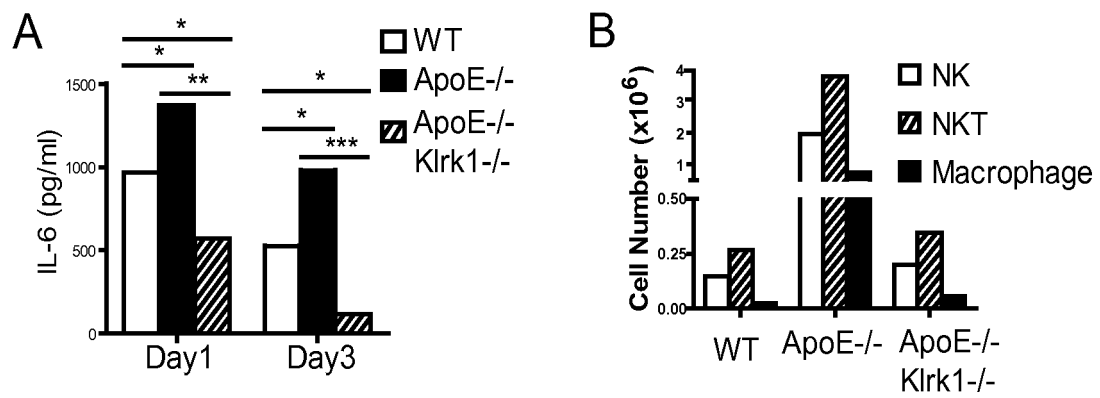 A
WT
ApoE-/-
ApoE-/-
Klrk1-/-
*
*
**
*
*
***
IL-6 (pg/ml)
1500
1000
500
0
Day1
Day3
B
NK
NKT
Macrophage
Cell Number (x10⁶)
4
3
2
1
0.50
0.25
0.00
WT
ApoE-/-
ApoE-/-
Klrk1-/-